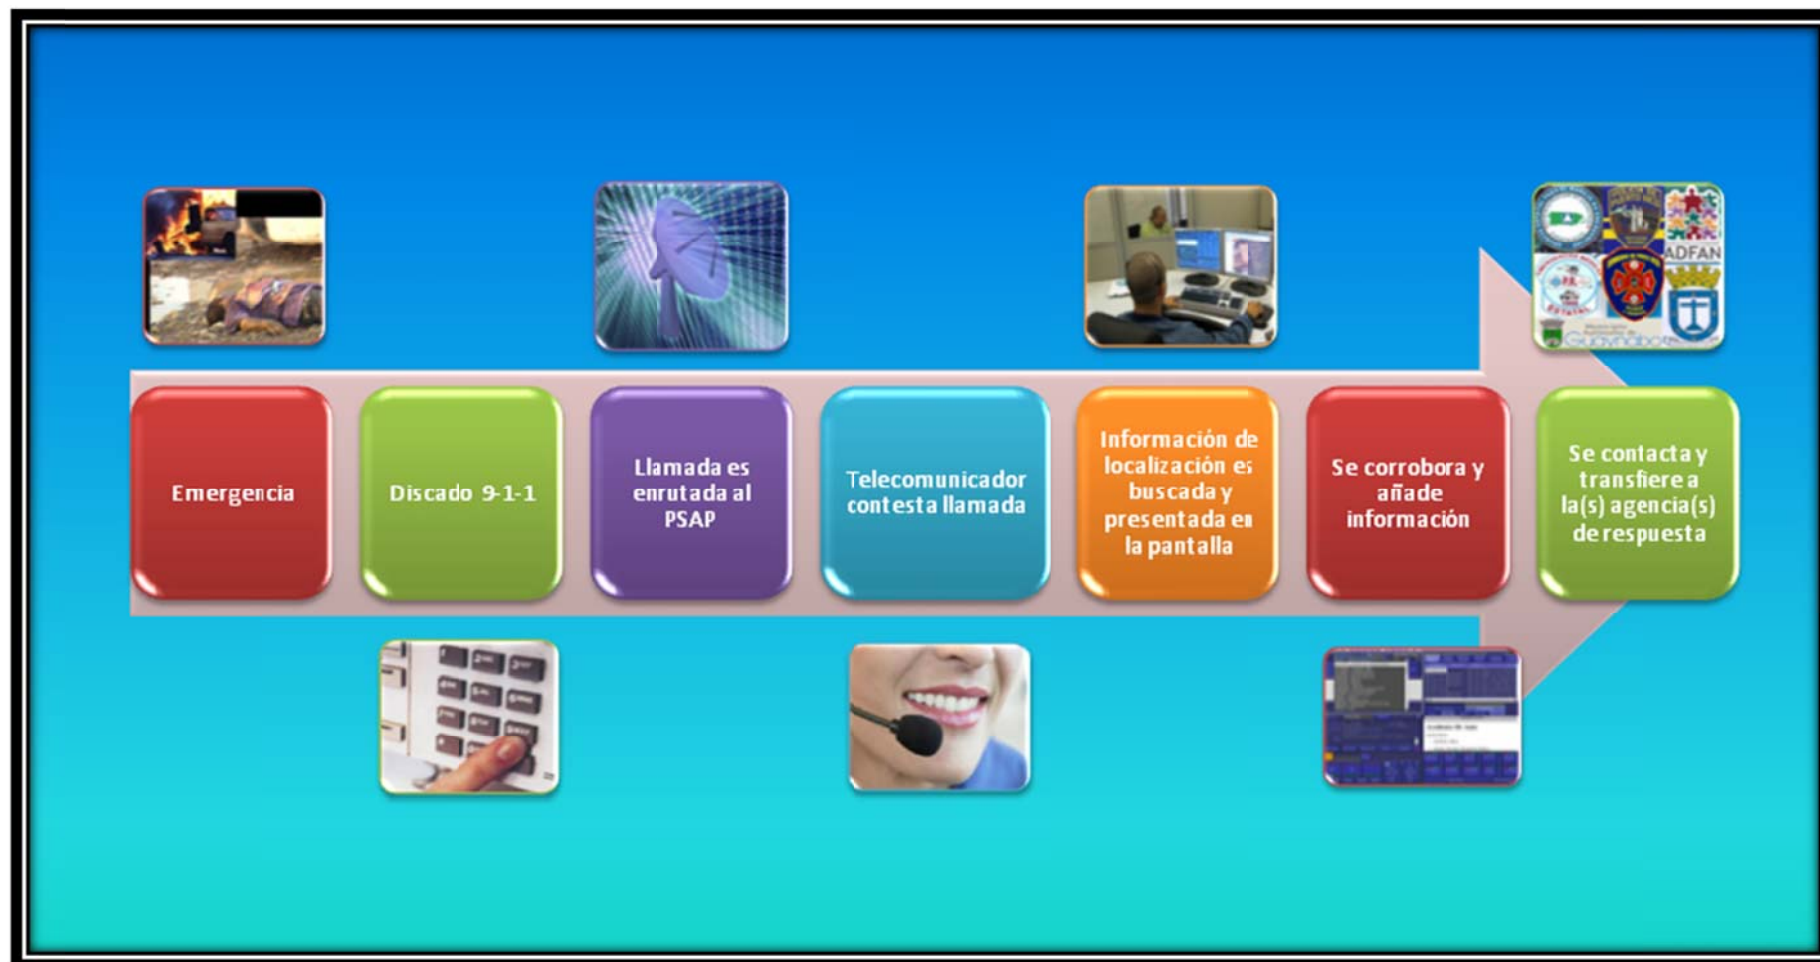 Emergencia
Discado 9-1-1
Llamada es
enrutada al
PSAP
Telecomunicador
contesta llamada
Información de
localización es
buscada y
presentada en
la pantalla
Se corrobora y
añade
información
Se contacta y
transfiere a
la(s) agencia(s)
de respuesta
ADFAN
Guaynabo